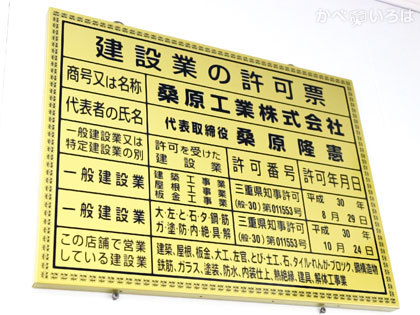 かべいろは
建設業の許可票
商号又は名称 桑原工業株式会社
代表者の氏名 代表取締役 桑原隆憲
一般建設業又は特定建設業の別 許可を受けた建設業 許可番号 許可年月日
一般建設業 建築工事業 屋根工事業 板金工事業 三重県知事許可(般-30)第01553号 平成30年8月29日
一般建設業 大・左・と・石・タ・鋼・筋 ガ・塗・防・内・絶・具・解 三重県知事許可(般-30)第01553号 平成30年10月24日
この店舗で営業している建設業 建築、屋根、板金、大工、左官、とび・土工、石、タイル・れんが・ブロック、鋼構造物
鉄筋、ガラス、塗装、防水、内装仕上、熱絶縁、建具、解体工事業